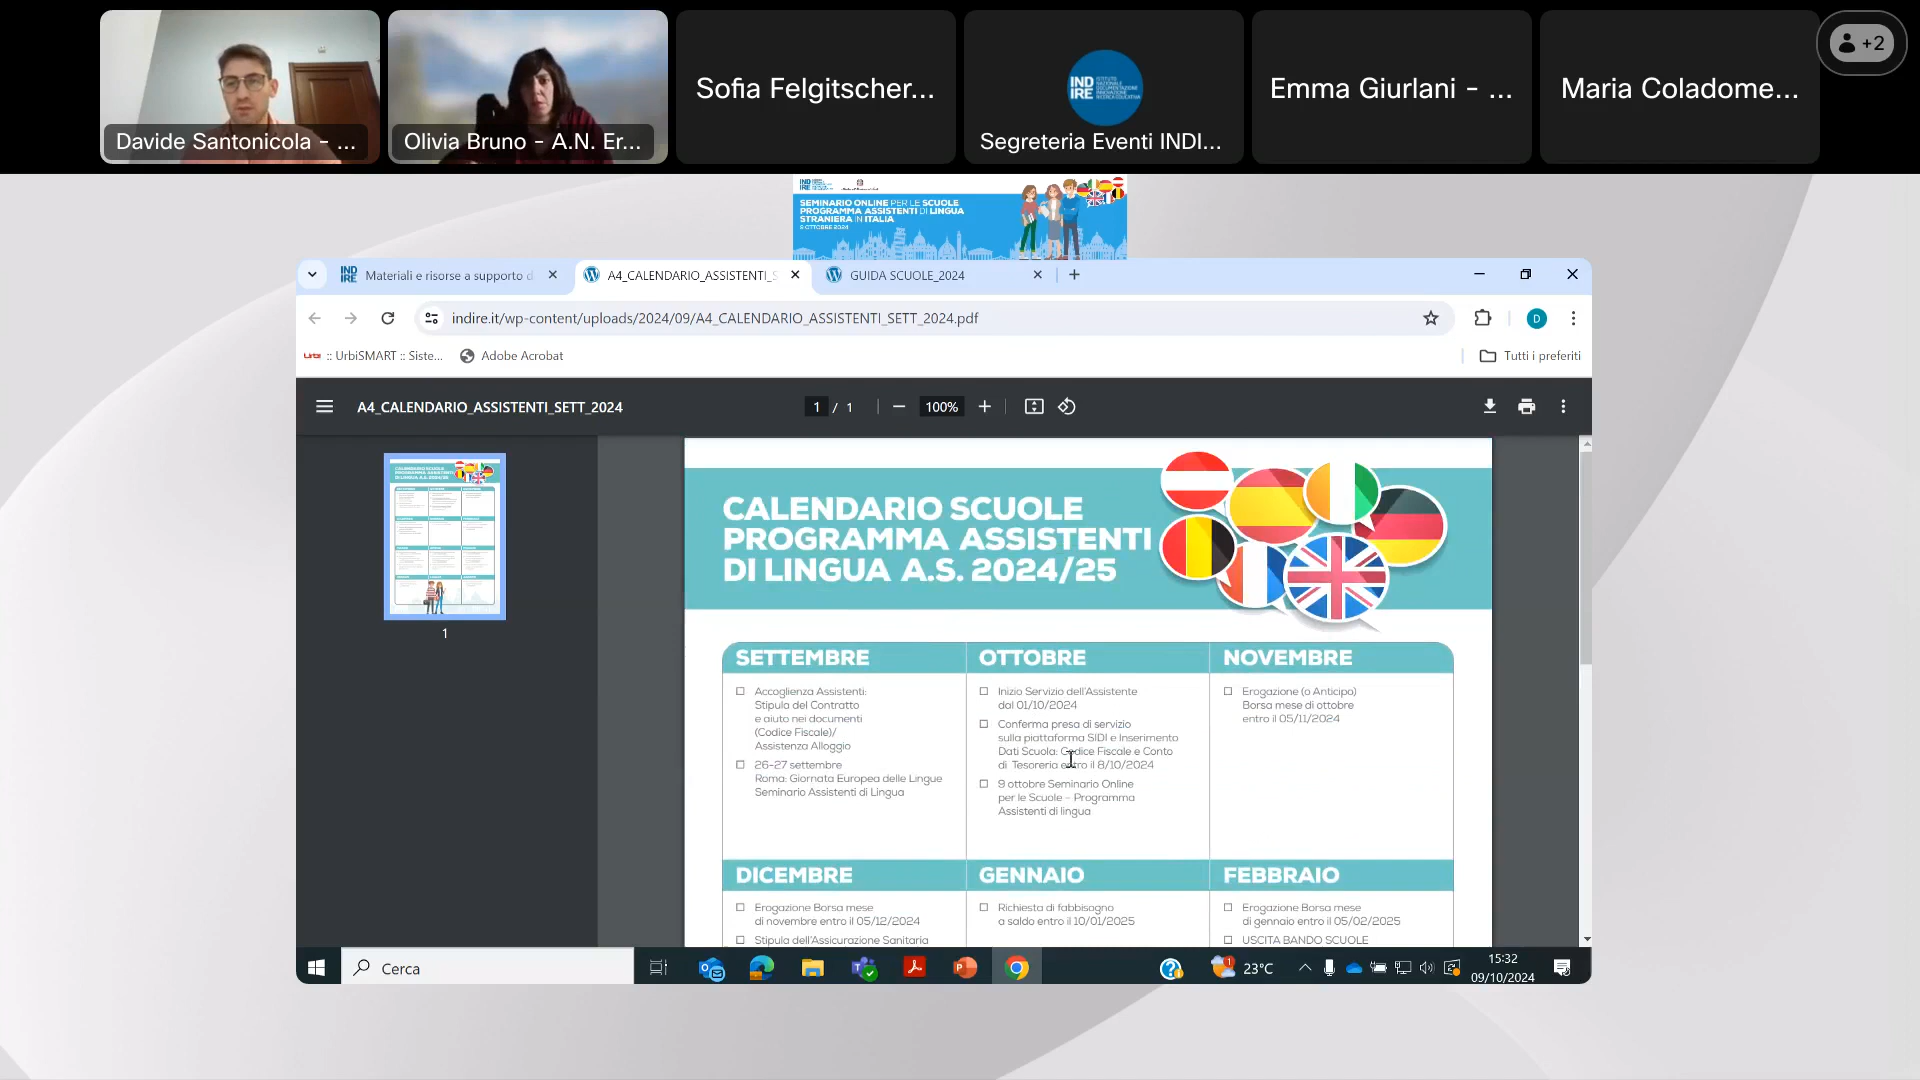 +2
Davide Santonicola - ...
Olivia Bruno - A.N. Er...
Sofia Felgitscher...
IND
IRE
Segreteria Eventi INDI...
Emma Giurlani - ...
Maria Coladome...
IND
IRE
SEMINARIO ONLINE PER LE SCUOLE
PROGRAMMA ASSISTENTI DI LINGUA
STRANIERA IN ITALIA
9 OTTOBRE 2024
IND
IRE
Materiali e risorse a supporto d
A4_CALENDARIO_ASSISTENTI_S
GUIDA SCUOLE_2024
indire.it/wp-content/uploads/2024/09/A4_CALENDARIO_ASSISTENTI_SETT_2024.pdf
D
:: UrbiSMART :: Siste...
Adobe Acrobat
Tutti i preferiti
A4_CALENDARIO_ASSISTENTI_SETT_2024
1 / 1
100%
1
CALENDARIO SCUOLE
PROGRAMMA ASSISTENTI
DI LINGUA A.S. 2024/25
SETTEMBRE
Accoglienza Assistenti:
Stipula del Contratto
e aiuto nei documenti
(Codice Fiscale)/
Assistenza Alloggio
26-27 settembre
Roma: Giornata Europea delle Lingue
Seminario Assistenti di Lingua
OTTOBRE
Inizio Servizio dell'Assistente
dal 01/10/2024
Conferma presa di servizio
sulla piattaforma SIDI e Inserimento
Dati Scuola: Codice Fiscale e Conto
di Tesoreria entro il 8/10/2024
9 ottobre Seminario Online
per le Scuole - Programma
Assistenti di lingua
NOVEMBRE
Erogazione (o Anticipo)
Borsa mese di ottobre
entro il 05/11/2024
DICEMBRE
Erogazione Borsa mese
di novembre entro il 05/12/2024
Stipula dell'Assicurazione Sanitaria
GENNAIO
Richiesta di fabbisogno
a saldo entro il 10/01/2025
FEBBRAIO
Erogazione Borsa mese
di gennaio entro il 05/02/2025
USCITA BANDO SCUOLE
Cerca
23°C
15:32
09/10/2024